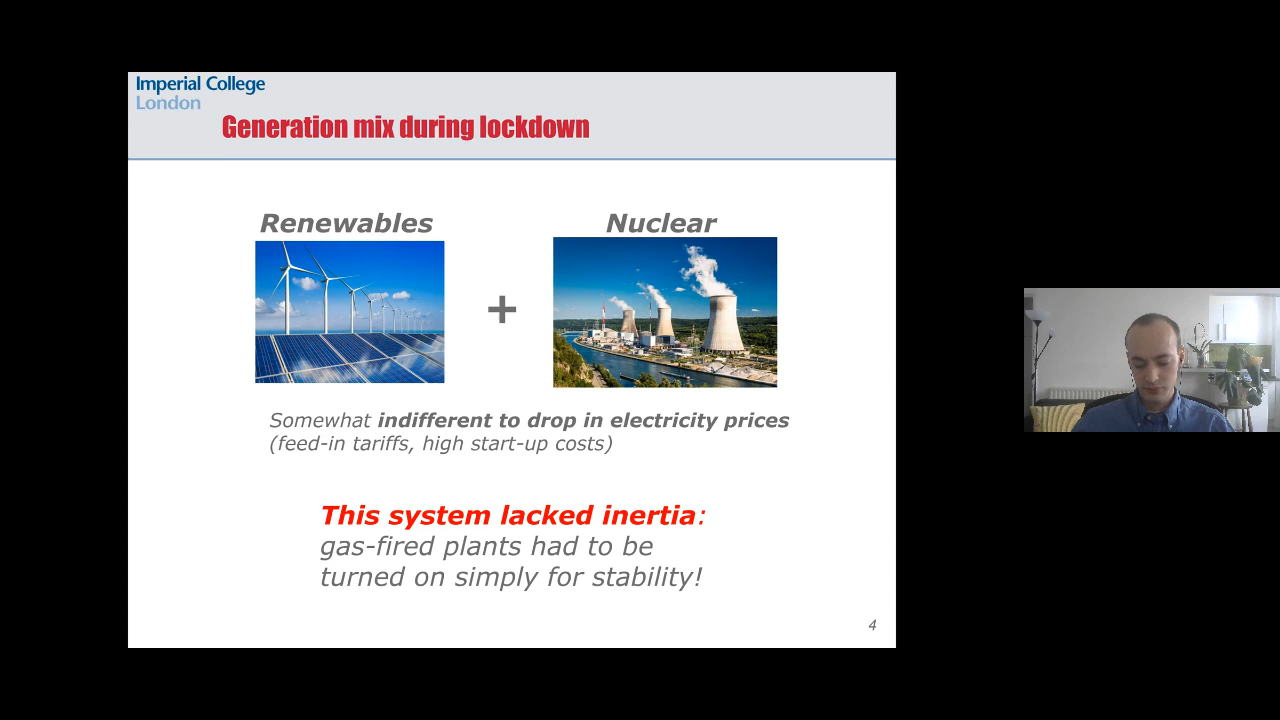 Imperial College
London
Generation mix during lockdown
Renewables
Nuclear
+
Somewhat indifferent to drop in electricity prices
(feed-in tariffs, high start-up costs)
This system lacked inertia:
gas-fired plants had to be
turned on simply for stability!
4